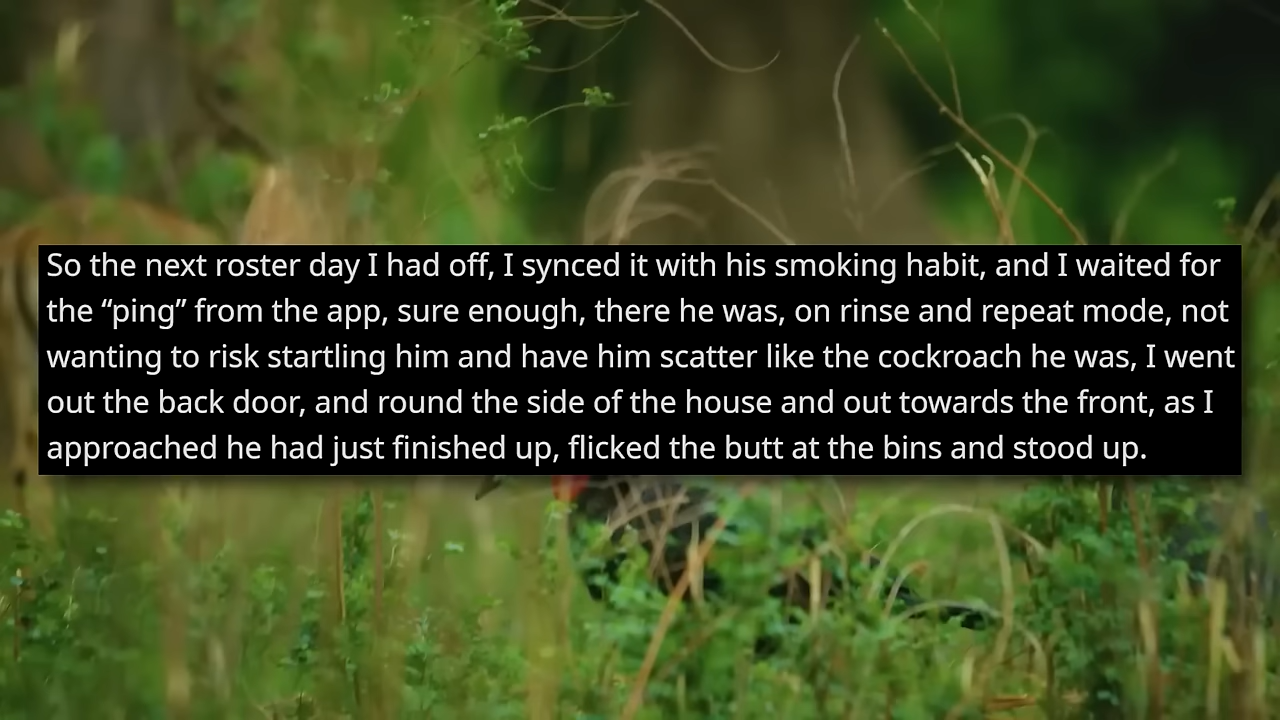 So the next roster day I had off, I synced it with his smoking habit, and I waited for
the “ping” from the app, sure enough, there he was, on rinse and repeat mode, not
wanting to risk startling him and have him scatter like the cockroach he was, I went
out the back door, and round the side of the house and out towards the front, as I
approached he had just finished up, flicked the butt at the bins and stood up.